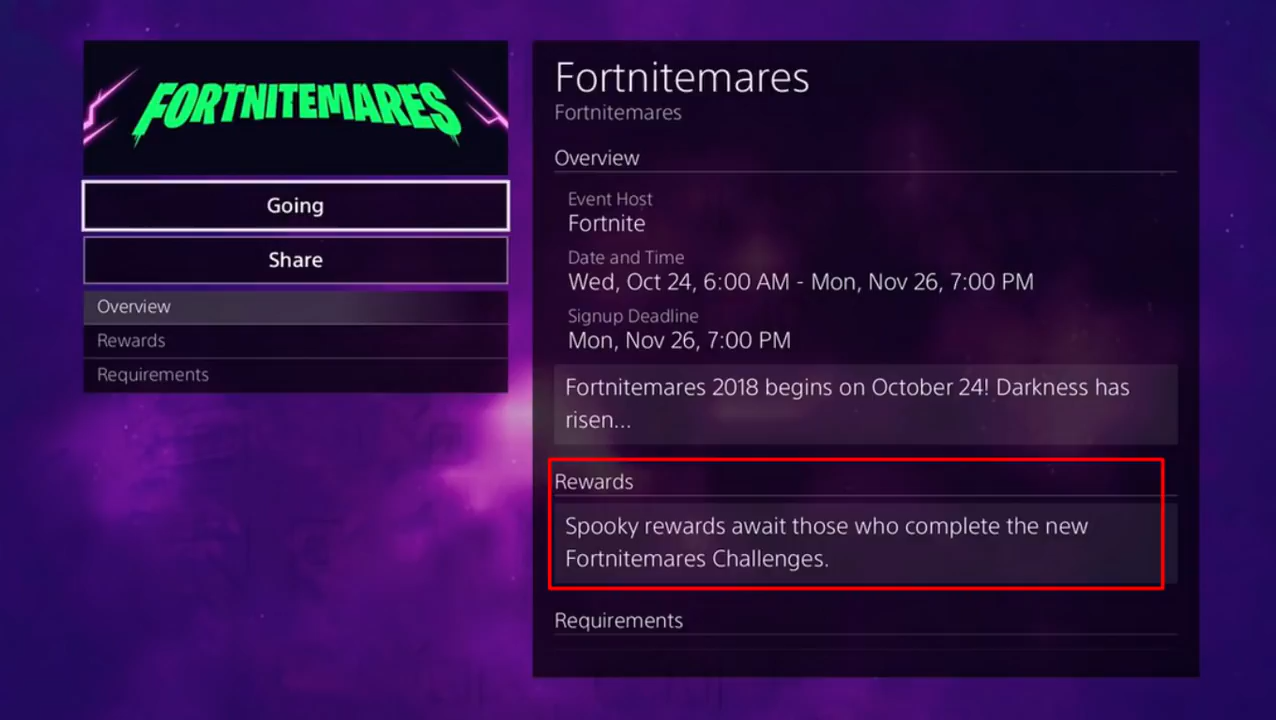 FORTNITEMARES
Going
Share
Overview
Rewards
Requirements
Fortnitemares
Fortnitemares
Overview
Event Host
Fortnite
Date and Time
Wed, Oct 24, 6:00 AM - Mon, Nov 26, 7:00 PM
Signup Deadline
Mon, Nov 26, 7:00 PM
Fortnitemares 2018 begins on October 24! Darkness has
risen...
Rewards
Spooky rewards await those who complete the new
Fortnitemares Challenges.
Requirements